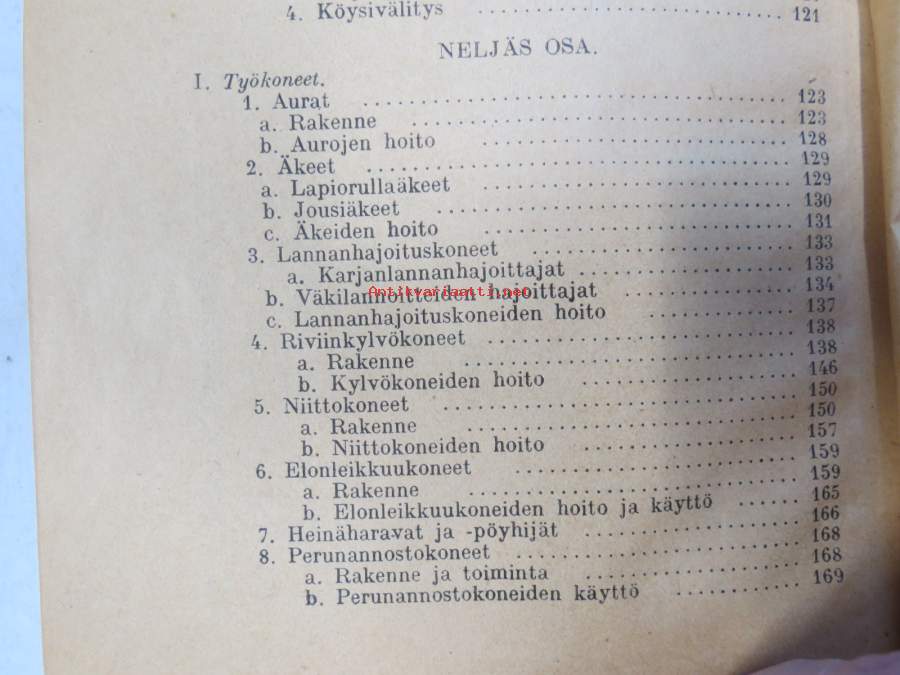 4. Köysivälitys 121
NELJÄS OSA.
I. Työkoneet.
1. Aurat 123
a. Rakenne 123
b. Aurojen hoito 128
2. Äkeet 129
a. Lapiorullaäkeet 129
b. Jousiäkeet 130
c. Äkeiden hoito 131
3. Lannanhajoituskoneet 133
a. Karjanlannanhajoittajat 133
Antikvariaatti.net
b. Väkilannoitteiden hajoittajat 134
c. Lannanhajoituskoneiden hoito 137
4. Riviinkylvökoneet 138
a. Rakenne 138
b. Kylvökoneiden hoito 146
5. Niittokoneet 150
a. Rakenne 150
b. Niittokoneiden hoito 157
6. Elonleikkuukoneet 159
a. Rakenne 159
b. Elonleikkuukoneiden hoito ja käyttö 165
7. Heinäharavat ja -pöyhijät 166
8. Perunannostokoneet 168
a. Rakenne ja toiminta 168
b. Perunannostokoneiden käyttö 169